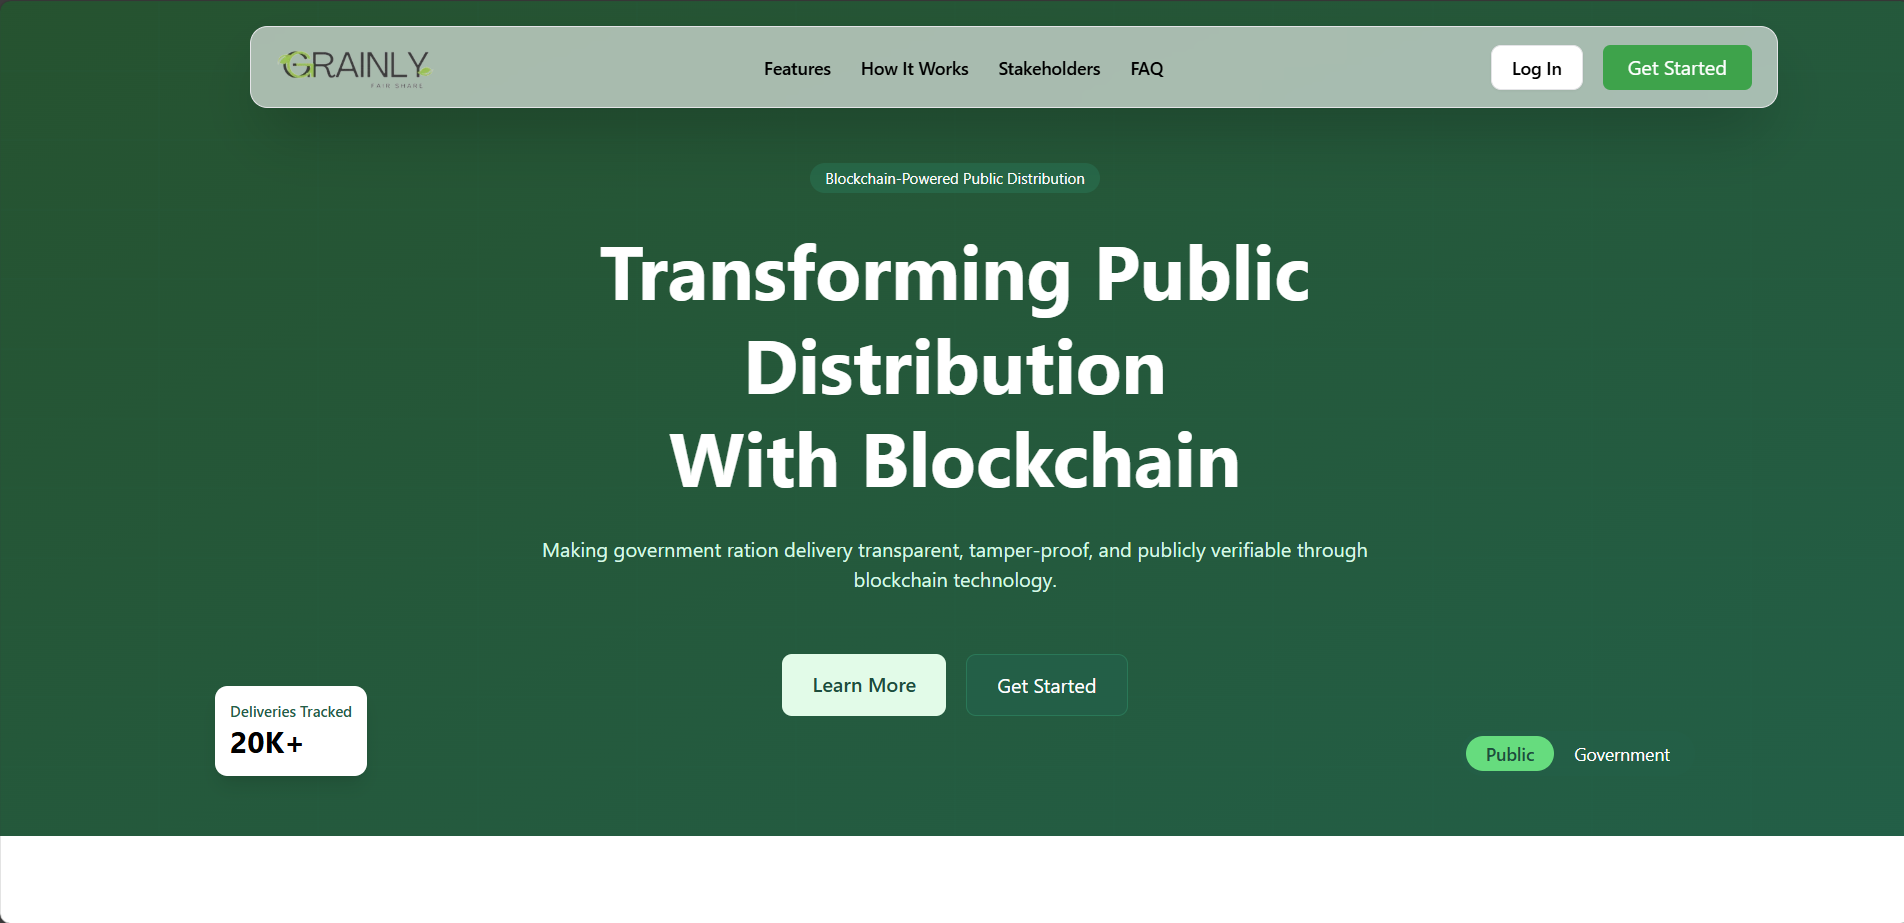 GRAINLY
FAIR SHARE
Features
How It Works
Stakeholders
FAQ
Log In
Get Started
Blockchain-Powered Public Distribution
Transforming Public
Distribution
With Blockchain
Making government ration delivery transparent, tamper-proof, and publicly verifiable through
blockchain technology.
Learn More
Get Started
Deliveries Tracked
20K+
Public
Government